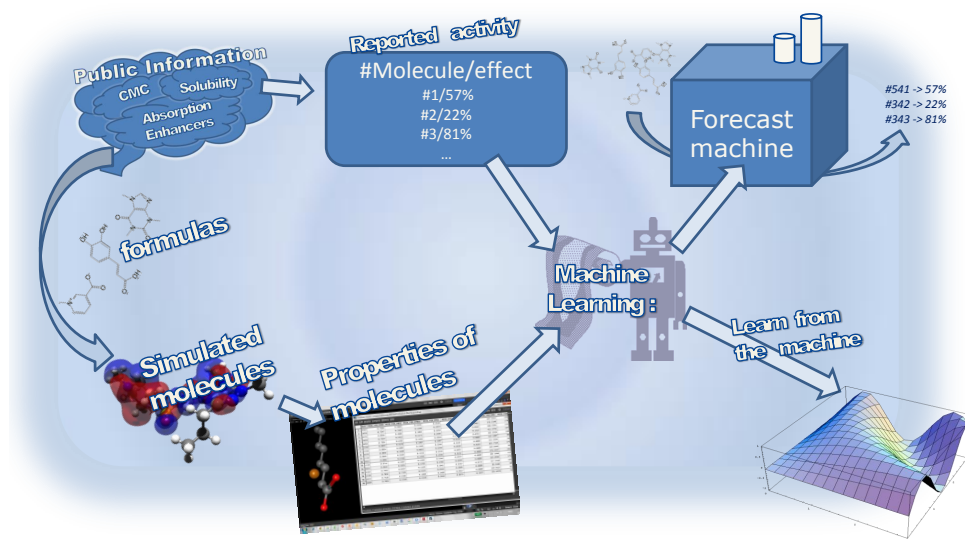 Public Information
CMC
Solubility
Absorption
Enhancers
Reported activity
#Molecule/effect
#1/57%
#2/22%
#3/81%
...
Forecast
machine
#541 -> 57%
#342 -> 22%
#343 -> 81%
formulas
Machine
Learning :
Simulated
molecules
Properties of
molecules
Learn from
the machine